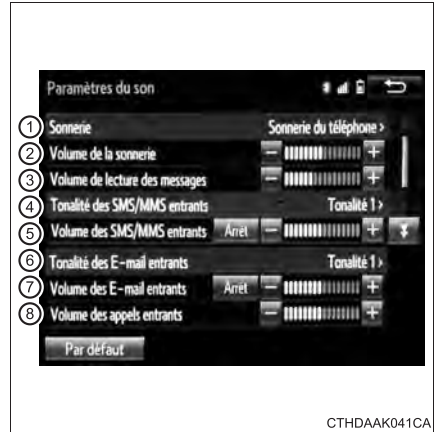 Paramètres du son
1 Sonnerie Sonnerie du téléphone >
2 Volume de la sonnerie − +
3 Volume de lecture des messages − +
4 Tonalité des SMS/MMS entrants Tonalité 1 >
5 Volume des SMS/MMS entrants Arrêt − +
6 Tonalité des E-mail entrants Tonalité 1 >
7 Volume des E-mail entrants Arrêt − +
8 Volume des appels entrants − +
Par défaut
CTHDAAK041CA